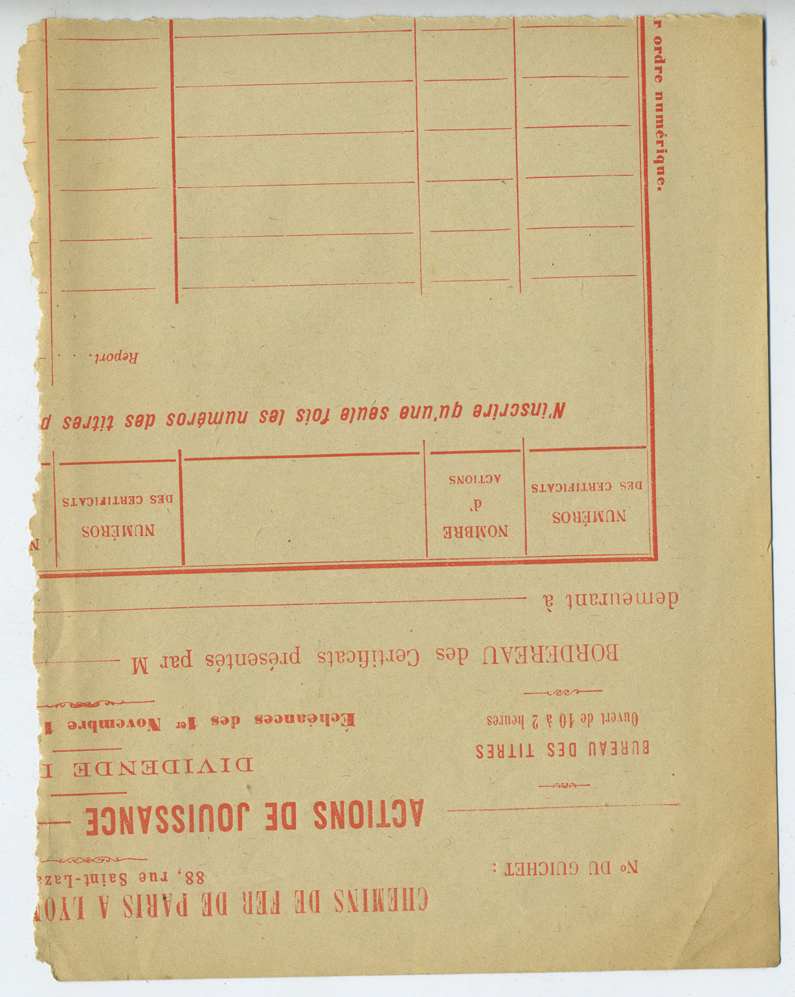 CHEMINS DE FER DE PARIS A LYO
88, rue Saint-Laza
N° DU GUICHET :
ACTIONS DE JOUISSANCE
DIVIDENDE
BUREAU DES TITRES
Ouvert de 10 à 2 heures
Échéances des 1er Novembre 1
BORDEREAU des Certificats présentés par M
demeurant à
NUMÉROS
DES CERTIFICATS
NOMBRE
d'
ACTIONS
NUMÉROS
DES CERTIFICATS
N
N'inscrire qu'une seule fois les numéros des titres p
Report. . . .
r ordre numérique.